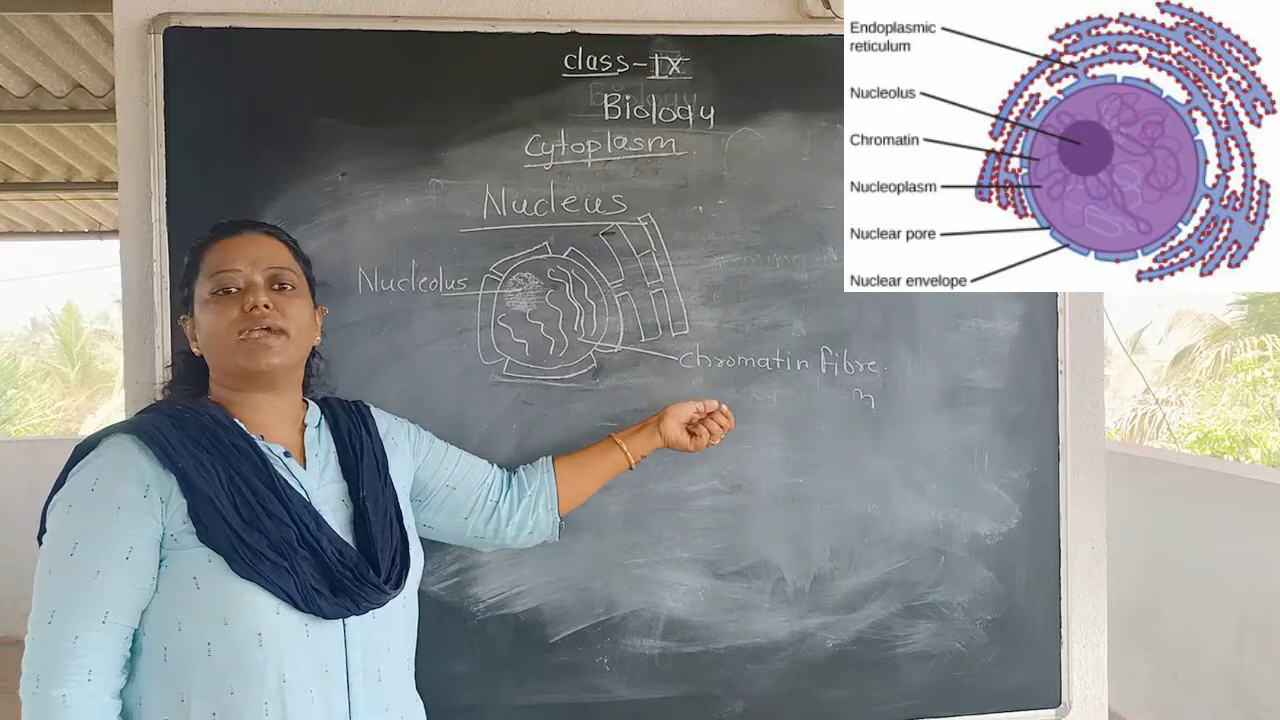 class-IX
Biology
Cytoplasm
Nucleus
Nucleolus
chromatin fibre.
Endoplasmic
reticulum
Nucleolus
Chromatin
Nucleoplasm
Nuclear pore
Nuclear envelope